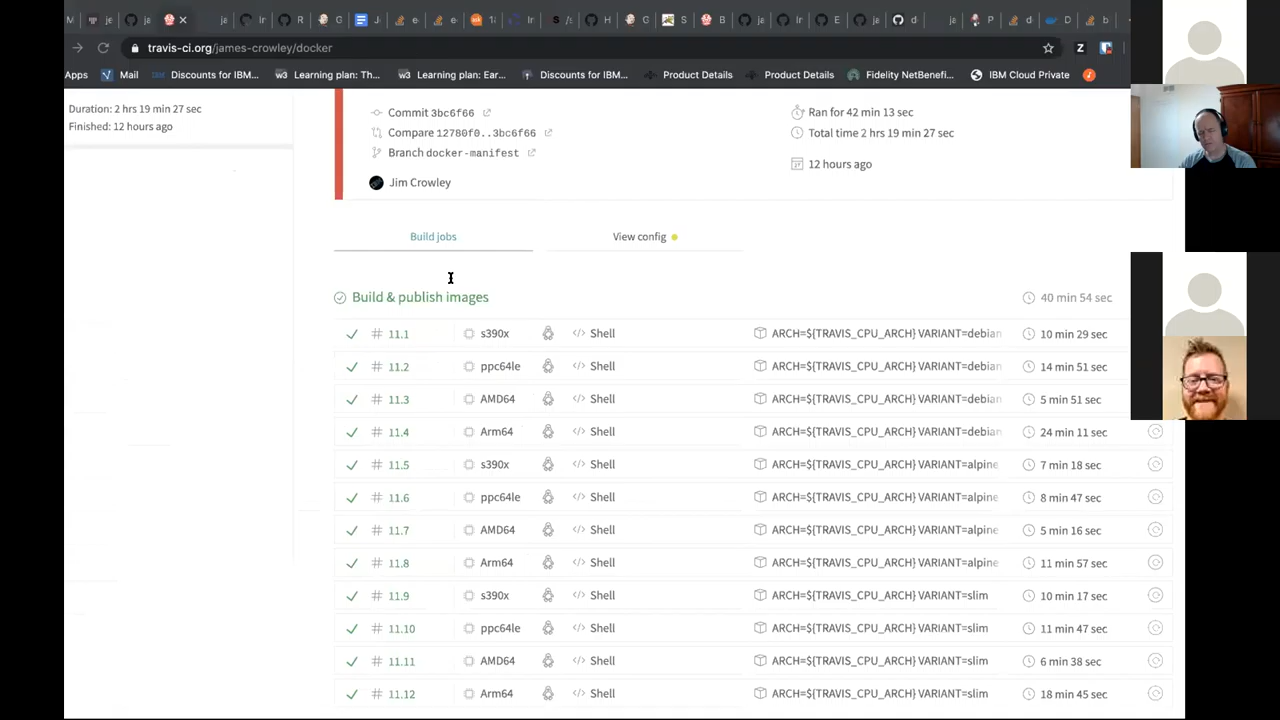 travis-ci.org/james-crowley/docker
Apps
Mail
Discounts for IBM...
Learning plan: Th...
Learning plan: Ear...
Discounts for IBM...
Product Details
Product Details
Fidelity NetBenefi...
IBM Cloud Private
Duration: 2 hrs 19 min 27 sec
Finished: 12 hours ago
Commit 3bc6f66
Compare 12780f0..3bc6f66
Branch docker-manifest
Jim Crowley
Ran for 42 min 13 sec
Total time 2 hrs 19 min 27 sec
12 hours ago
Build jobs
View config
Build & publish images
40 min 54 sec
# 11.1 s390x </> Shell ARCH=${TRAVIS_CPU_ARCH} VARIANT=debian 10 min 29 sec
# 11.2 ppc64le </> Shell ARCH=${TRAVIS_CPU_ARCH} VARIANT=debian 14 min 51 sec
# 11.3 AMD64 </> Shell ARCH=${TRAVIS_CPU_ARCH} VARIANT=debian 5 min 51 sec
# 11.4 Arm64 </> Shell ARCH=${TRAVIS_CPU_ARCH} VARIANT=debian 24 min 11 sec
# 11.5 s390x </> Shell ARCH=${TRAVIS_CPU_ARCH} VARIANT=alpine 7 min 18 sec
# 11.6 ppc64le </> Shell ARCH=${TRAVIS_CPU_ARCH} VARIANT=alpine 8 min 47 sec
# 11.7 AMD64 </> Shell ARCH=${TRAVIS_CPU_ARCH} VARIANT=alpine 5 min 16 sec
# 11.8 Arm64 </> Shell ARCH=${TRAVIS_CPU_ARCH} VARIANT=alpine 11 min 57 sec
# 11.9 s390x </> Shell ARCH=${TRAVIS_CPU_ARCH} VARIANT=slim 10 min 17 sec
# 11.10 ppc64le </> Shell ARCH=${TRAVIS_CPU_ARCH} VARIANT=slim 11 min 47 sec
# 11.11 AMD64 </> Shell ARCH=${TRAVIS_CPU_ARCH} VARIANT=slim 6 min 38 sec
# 11.12 Arm64 </> Shell ARCH=${TRAVIS_CPU_ARCH} VARIANT=slim 18 min 45 sec